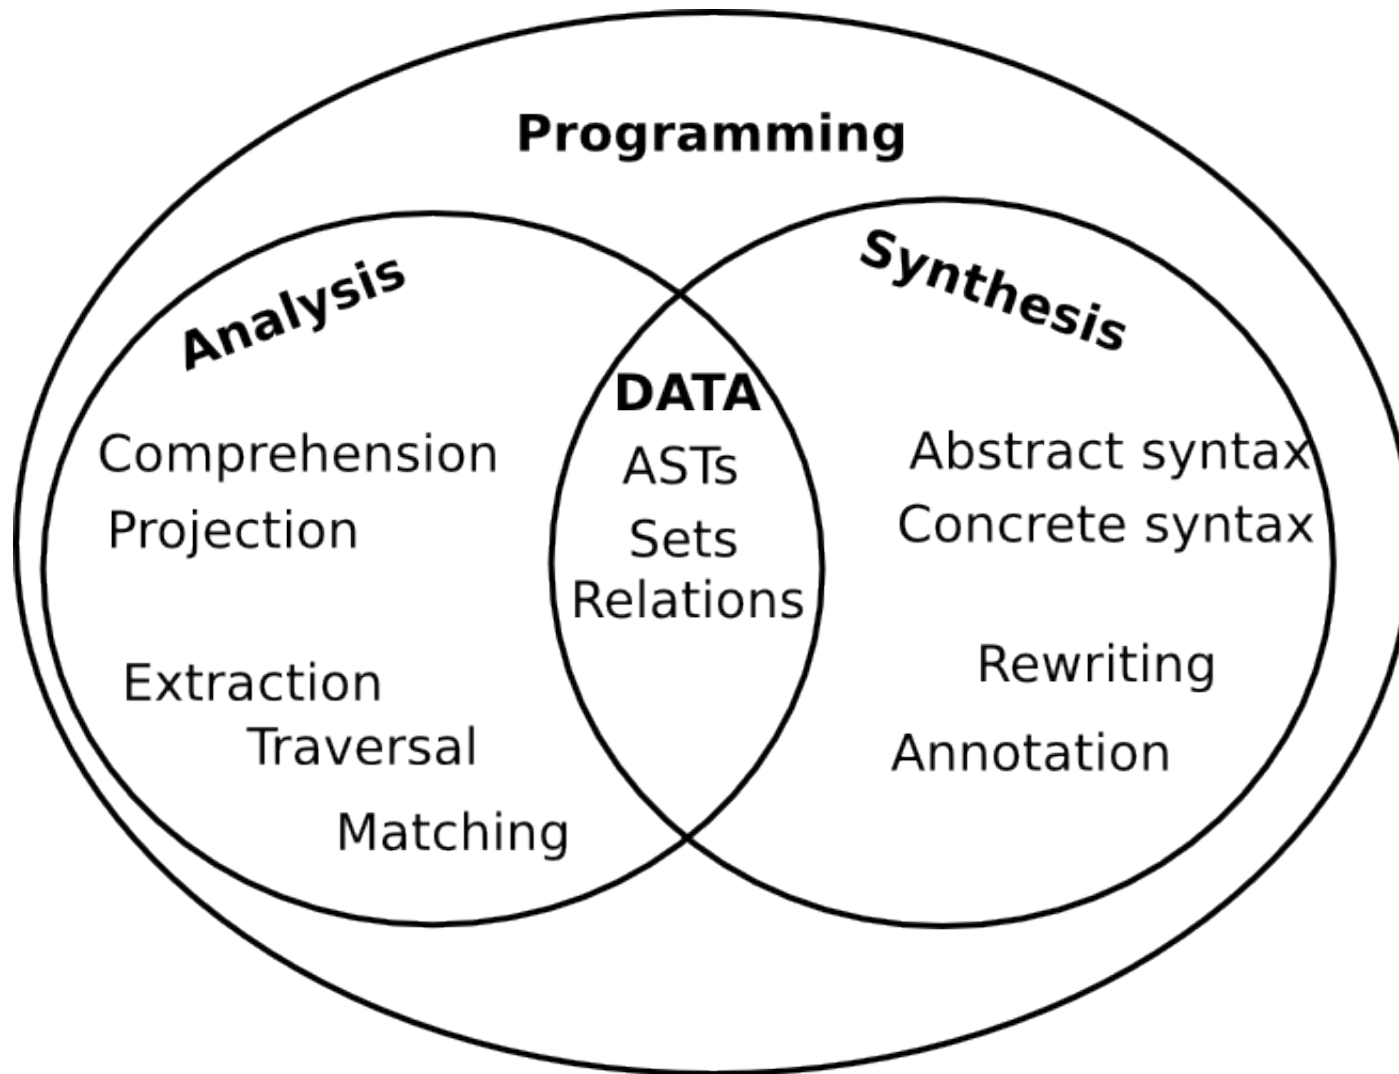 Programming
Analysis
Synthesis
DATA
Comprehension
Projection
Extraction
Traversal
Matching
ASTs
Sets
Relations
Abstract syntax
Concrete syntax
Rewriting
Annotation